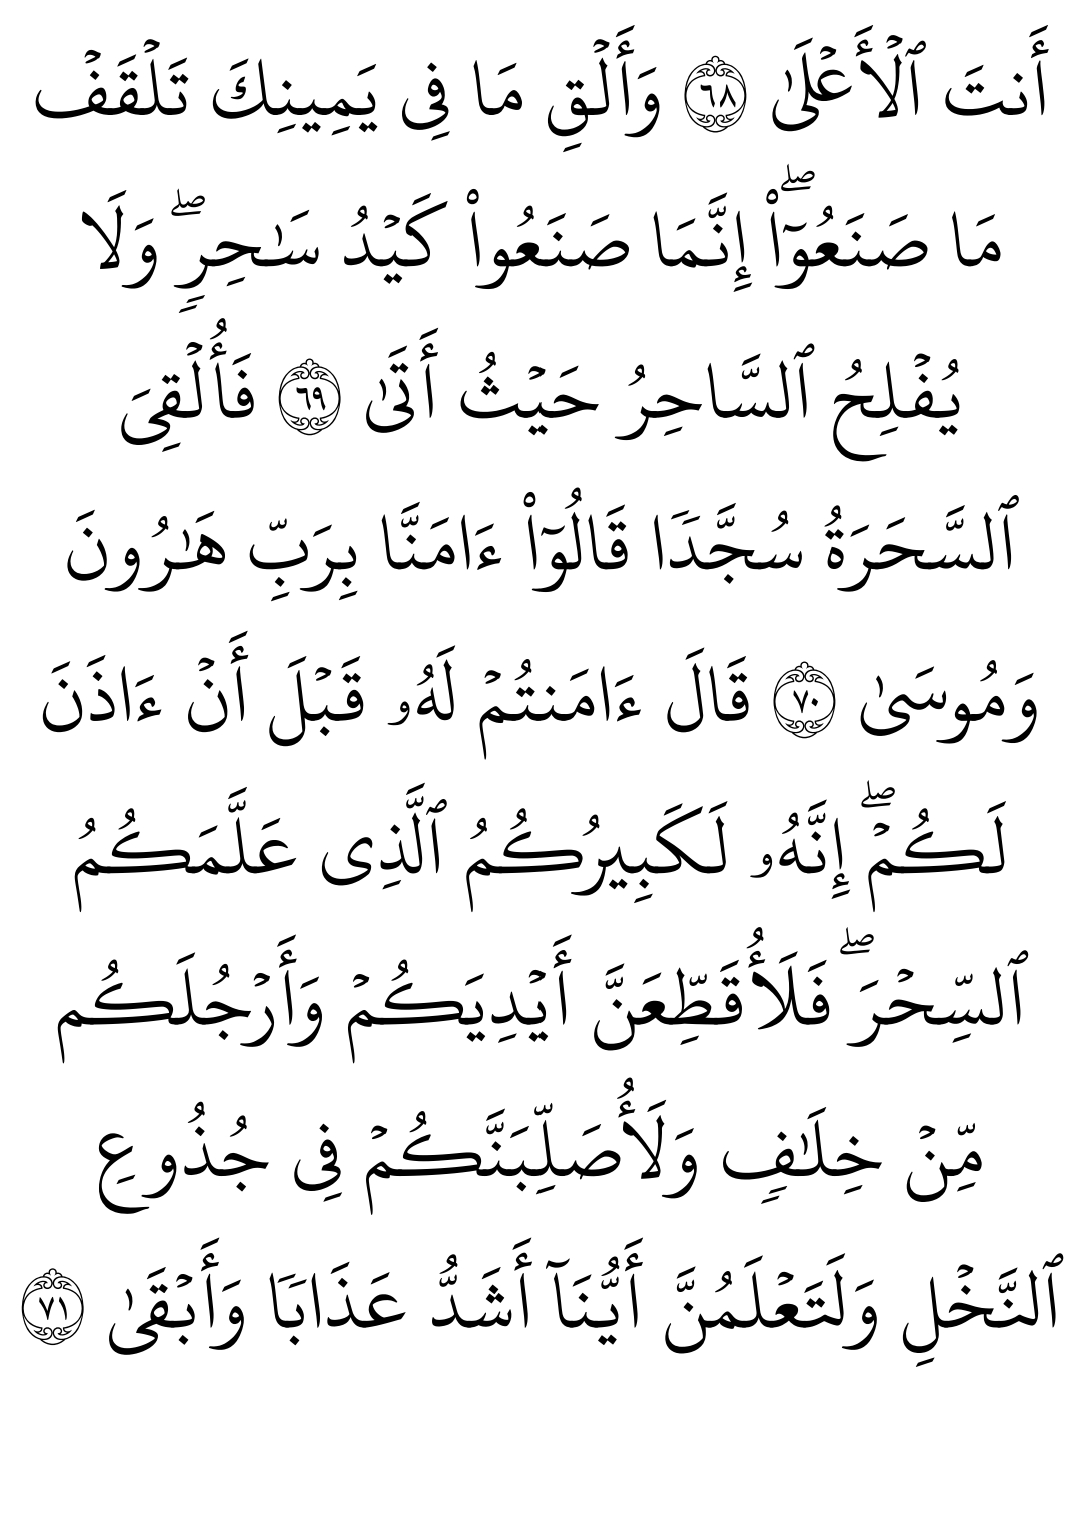 أَنتَ ٱلۡأَعۡلَىٰ ٦٨ وَأَلۡقِ مَا فِي يَمِينِكَ تَلۡقَفۡ
مَا صَنَعُوٓاْۖ إِنَّمَا صَنَعُواْ كَيۡدُ سَٰحِرٖۖ وَلَا
يُفۡلِحُ ٱلسَّاحِرُ حَيۡثُ أَتَىٰ ٦٩ فَأُلۡقِيَ
ٱلسَّحَرَةُ سُجَّدٗا قَالُوٓاْ ءَامَنَّا بِرَبِّ هَٰرُونَ
وَمُوسَىٰ ٧٠ قَالَ ءَامَنتُمۡ لَهُۥ قَبۡلَ أَنۡ ءَاذَنَ
لَكُمۡۖ إِنَّهُۥ لَكَبِيرُكُمُ ٱلَّذِي عَلَّمَكُمُ
ٱلسِّحۡرَۖ فَلَأُقَطِّعَنَّ أَيۡدِيَكُمۡ وَأَرۡجُلَكُم
مِّنۡ خِلَٰفٖ وَلَأُصَلِّبَنَّكُمۡ فِي جُذُوعِ
ٱلنَّخۡلِ وَلَتَعۡلَمُنَّ أَيُّنَآ أَشَدُّ عَذَابٗا وَأَبۡقَىٰ ٧١